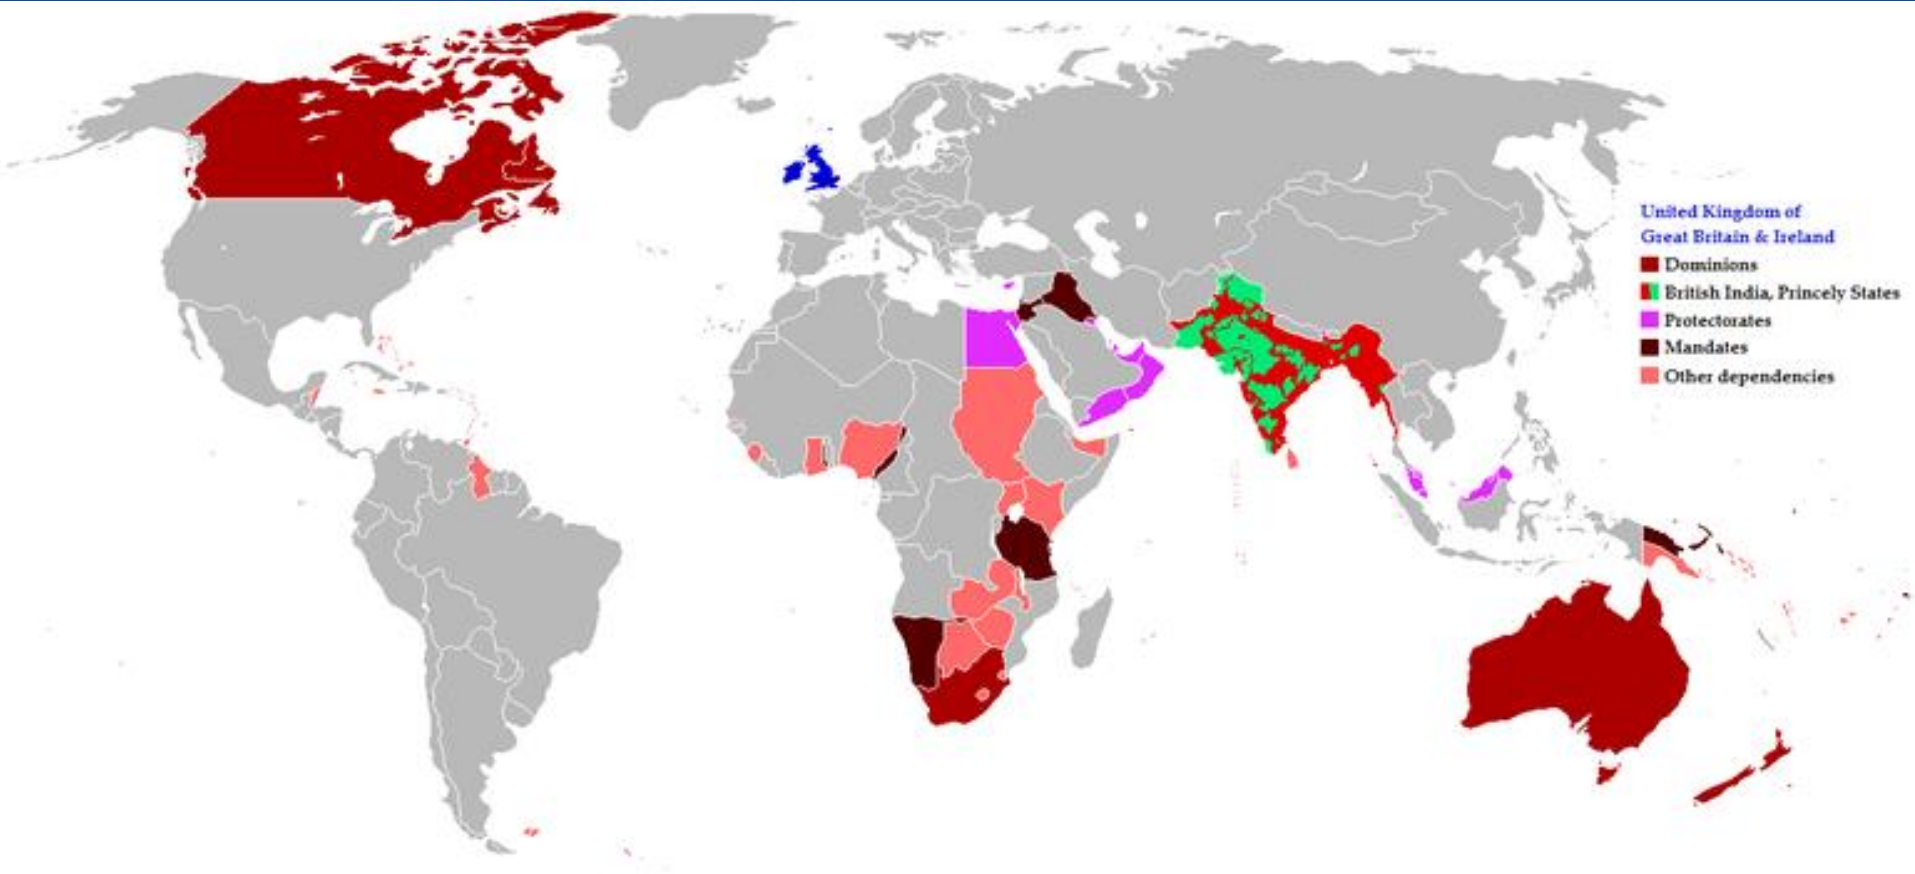 United Kingdom of
Great Britain & Ireland
Dominions
British India, Princely States
Protectorates
Mandates
Other dependencies